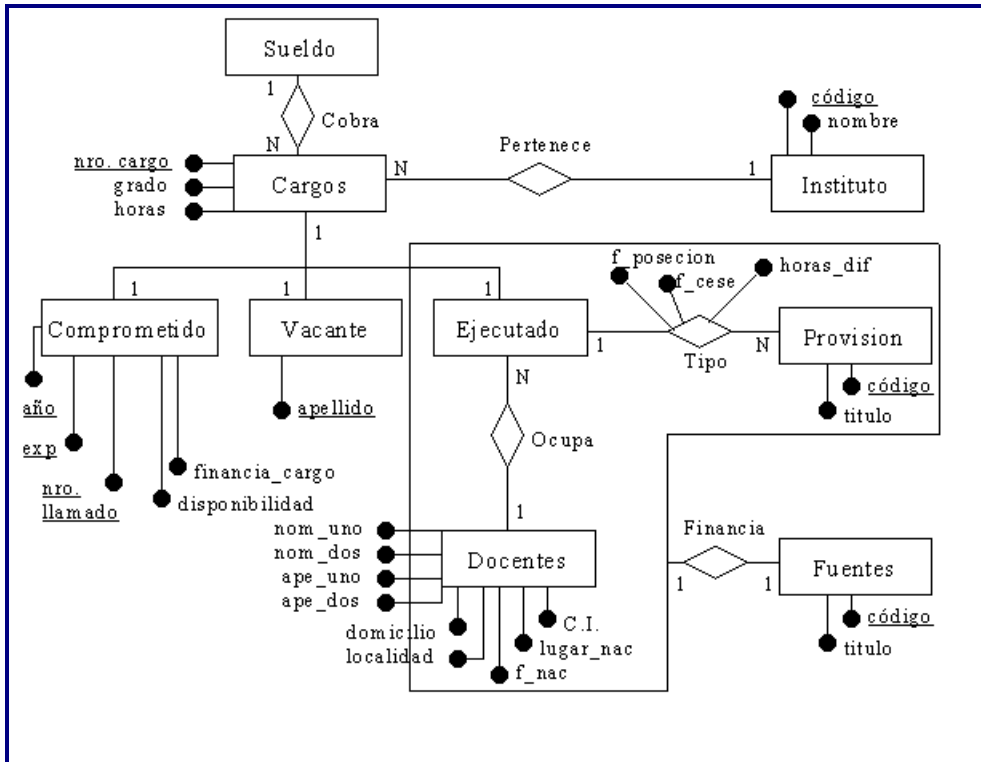 Sueldo
1
Cobra
N
nro. cargo
grado
horas
Cargos
N
Pertenece
1
código
nombre
Instituto
1
1
Comprometido
1
Vacante
1
Ejecutado
f_posecion
f_cese
horas_dif
1
Tipo
N
Provision
código
titulo
año
exp
nro.
llamado
financia_cargo
disponibilidad
apellido
N
Ocupa
1
nom_uno
nom_dos
ape_uno
ape_dos
Docentes
domicilio
localidad
C.I.
lugar_nac
f_nac
Financia
1
1
Fuentes
código
titulo